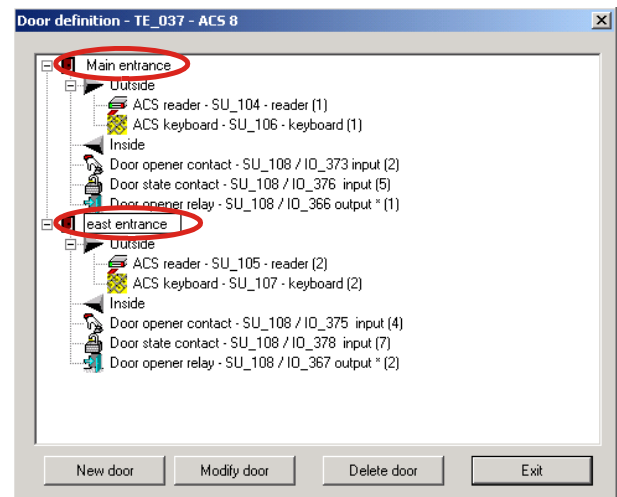 Door definition - TE_037 - ACS 8
Main entrance
Outside
ACS reader - SU_104 - reader (1)
ACS keyboard - SU_106 - keyboard (1)
Inside
Door opener contact - SU_108 / IO_373 input (2)
Door state contact - SU_108 / IO_376  input (5)
Door opener relay - SU_108 / IO_366 output * (1)
east entrance
Outside
ACS reader - SU_105 - reader (2)
ACS keyboard - SU_107 - keyboard (2)
Inside
Door opener contact - SU_108 / IO_375  input (4)
Door state contact - SU_108 / IO_378  input (7)
Door opener relay - SU_108 / IO_367 output * (2)
New door Modify door Delete door Exit